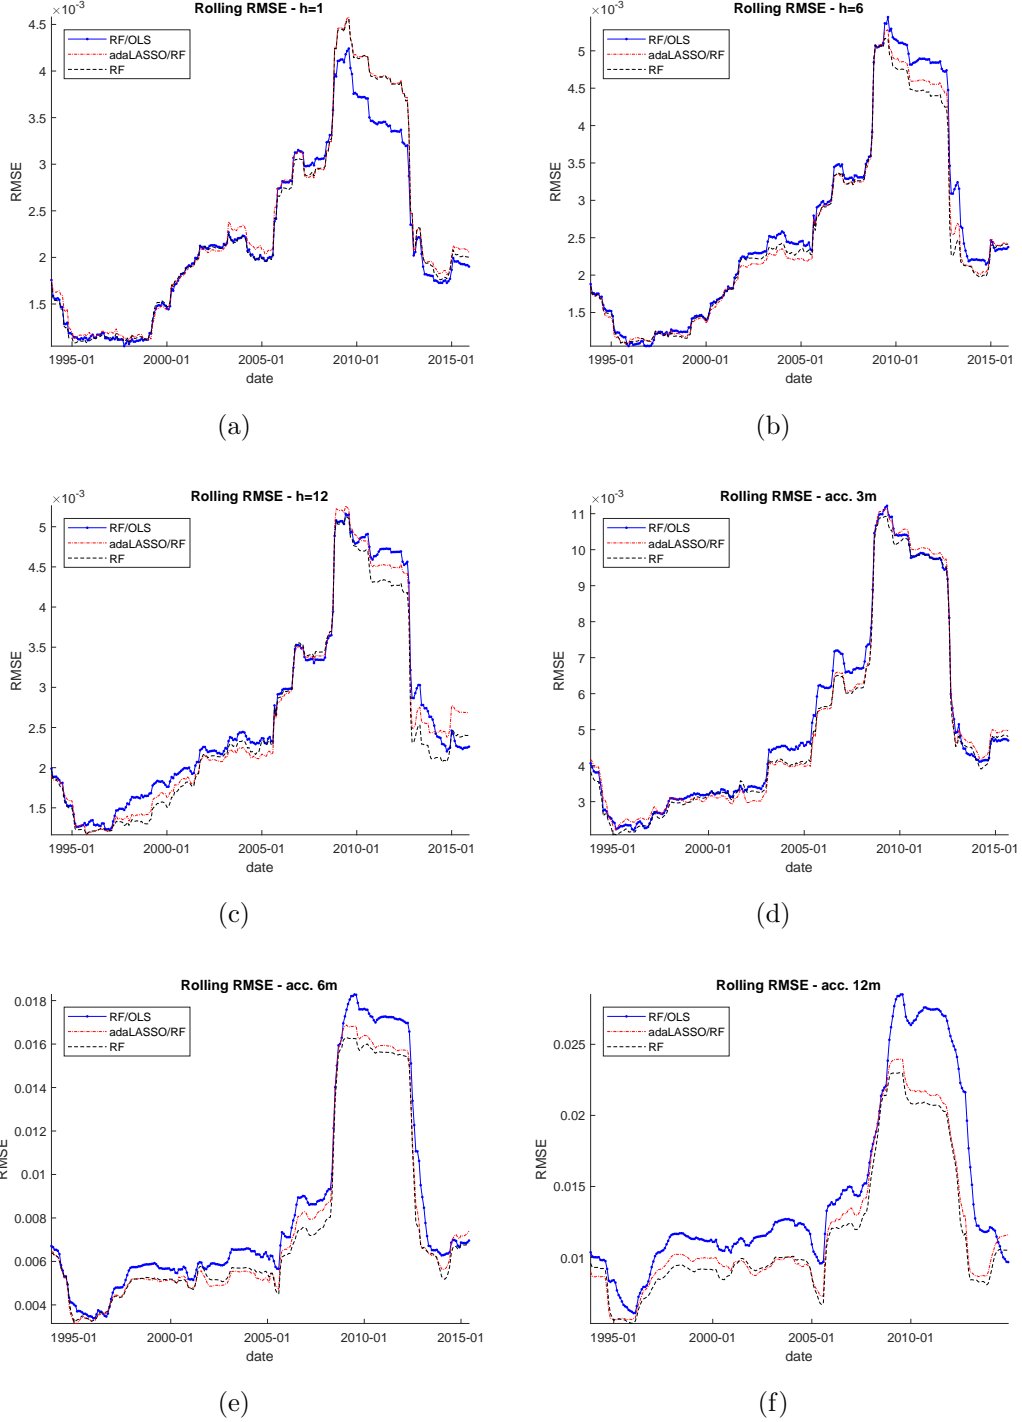 Rolling RMSE - h=1
×10⁻³
4.5
4
3.5
3
2.5
2
1.5
RMSE
RF/OLS
adaLASSO/RF
RF
1995-01 2000-01 2005-01 2010-01 2015-01
date
(a)
Rolling RMSE - h=6
×10⁻³
5
4.5
4
3.5
3
2.5
2
1.5
RMSE
RF/OLS
adaLASSO/RF
RF
1995-01 2000-01 2005-01 2010-01 2015-01
date
(b)
Rolling RMSE - h=12
×10⁻³
5
4.5
4
3.5
3
2.5
2
1.5
RMSE
RF/OLS
adaLASSO/RF
RF
1995-01 2000-01 2005-01 2010-01 2015-01
date
(c)
Rolling RMSE - acc. 3m
×10⁻³
11
10
9
8
7
6
5
4
3
RMSE
RF/OLS
adaLASSO/RF
RF
1995-01 2000-01 2005-01 2010-01 2015-01
date
(d)
Rolling RMSE - acc. 6m
0.018
0.016
0.014
0.012
0.01
0.008
0.006
0.004
RMSE
RF/OLS
adaLASSO/RF
RF
1995-01 2000-01 2005-01 2010-01 2015-01
date
(e)
Rolling RMSE - acc. 12m
0.025
0.02
0.015
0.01
RMSE
RF/OLS
adaLASSO/RF
RF
1995-01 2000-01 2005-01 2010-01
date
(f)